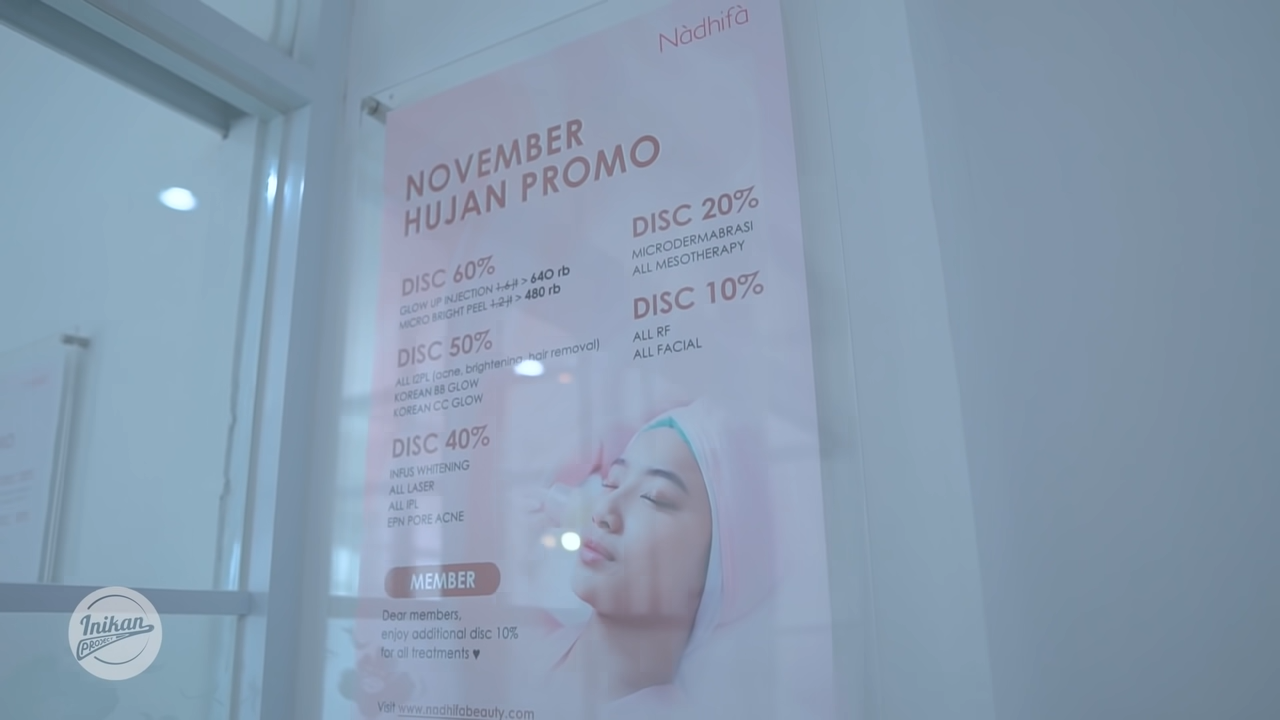 Nàdhifà
NOVEMBER
HUJAN PROMO
DISC 60%
GLOW UP INJECTION 1.6 jt > 640 rb
MICRO BRIGHT PEEL 1.2 jt > 480 rb
DISC 50%
ALL I2PL (acne, brightening, hair removal)
KOREAN BB GLOW
KOREAN CC GLOW
DISC 40%
INFUS WHITENING
ALL LASER
ALL IPL
EPN PORE ACNE
DISC 20%
MICRODERMABRASI
ALL MESOTHERAPY
DISC 10%
ALL RF
ALL FACIAL
MEMBER
Dear members,
enjoy additional disc 10%
for all treatments ♥
Visit www.nadhifabeauty.com
Inikan
PROJECT